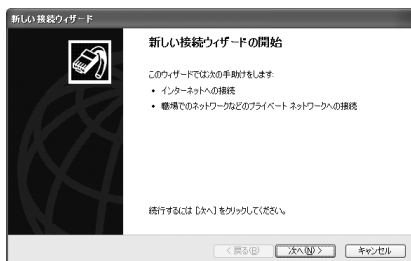 新しい接続ウィザード
新しい接続ウィザードの開始
このウィザードでは次の手助けをします:
• インターネットへの接続
• 職場でのネットワークなどのプライベート ネットワークへの接続
続行するには [次へ] をクリックしてください。
< 戻る(B)
次へ(N) >
キャンセル